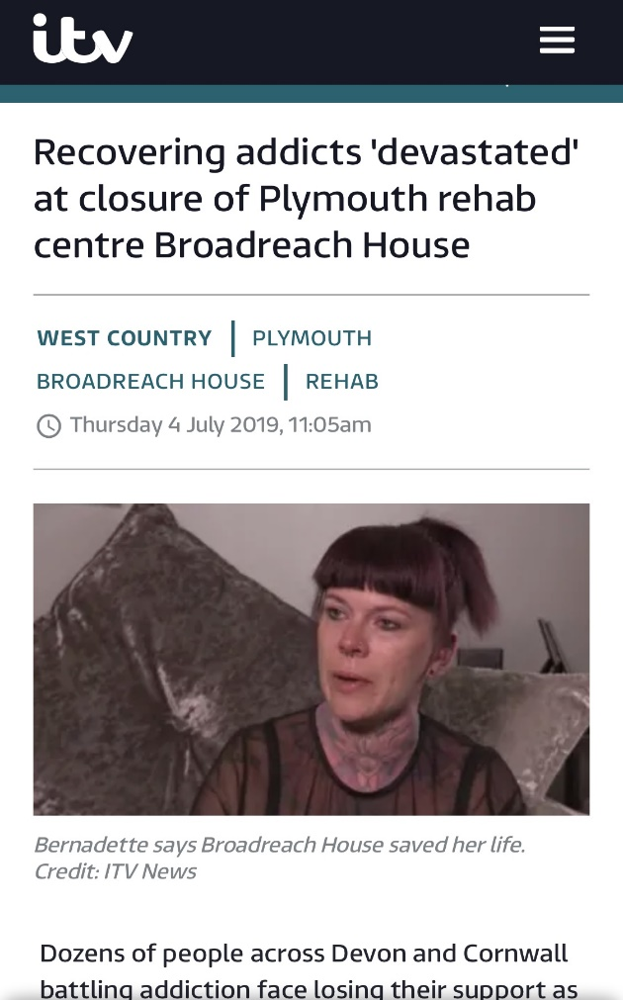 itv
Recovering addicts 'devastated'
at closure of Plymouth rehab
centre Broadreach House
WEST COUNTRY | PLYMOUTH
BROADREACH HOUSE | REHAB
Thursday 4 July 2019, 11:05am
Bernadette says Broadreach House saved her life.
Credit: ITV News
Dozens of people across Devon and Cornwall
battling addiction face losing their support as